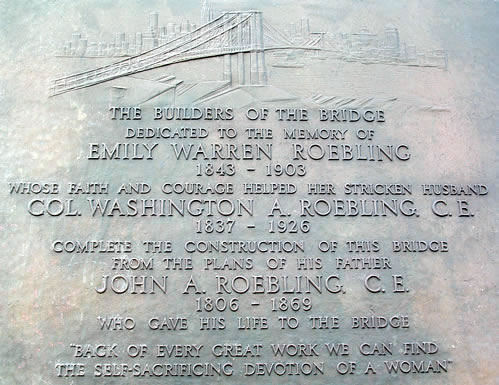 THE BUILDERS OF THE BRIDGE
DEDICATED TO THE MEMORY OF
EMILY WARREN ROEBLING
1843 - 1903
WHOSE FAITH AND COURAGE HELPED HER STRICKEN HUSBAND
COL. WASHINGTON A. ROEBLING, C.E.
1837 - 1926
COMPLETE THE CONSTRUCTION OF THIS BRIDGE
FROM THE PLANS OF HIS FATHER
JOHN A. ROEBLING, C.E.
1806 - 1869
WHO GAVE HIS LIFE TO THE BRIDGE
"BACK OF EVERY GREAT WORK WE CAN FIND
THE SELF-SACRIFICING DEVOTION OF A WOMAN"